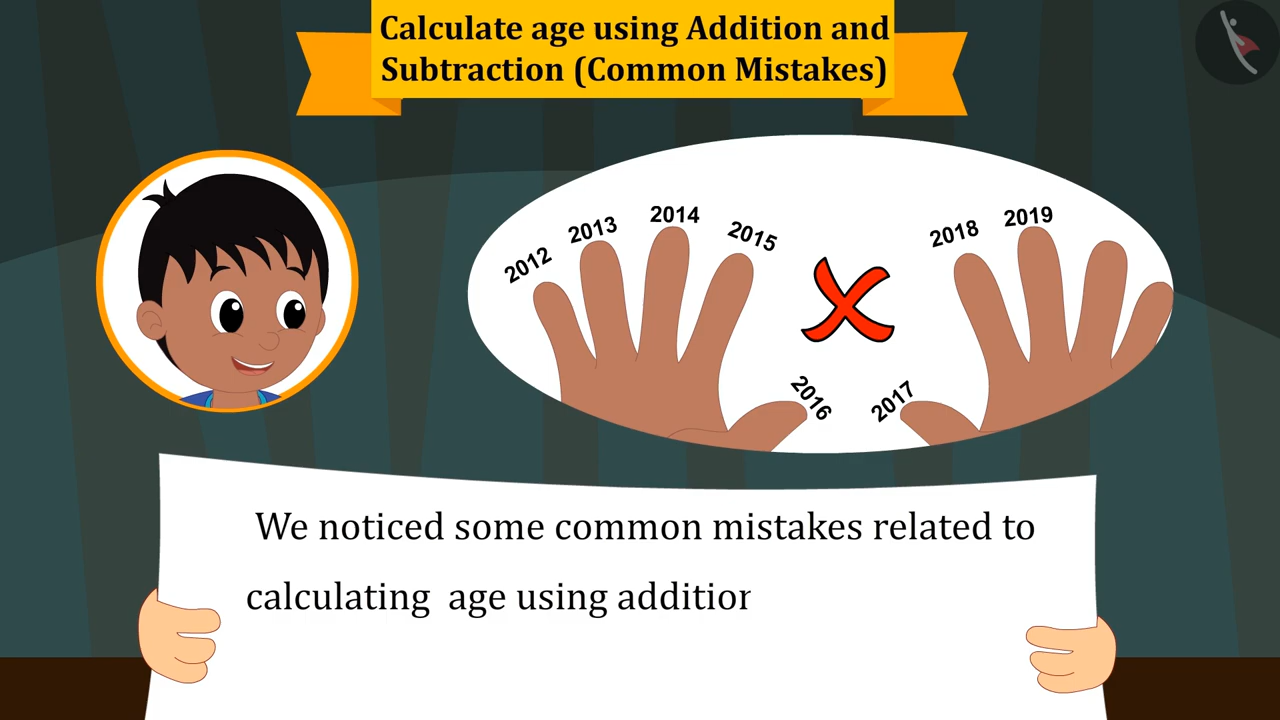 Calculate age using Addition and
Subtraction (Common Mistakes)
2012
2013
2014
2015
2016
2017
2018
2019
We noticed some common mistakes related to
calculating age using